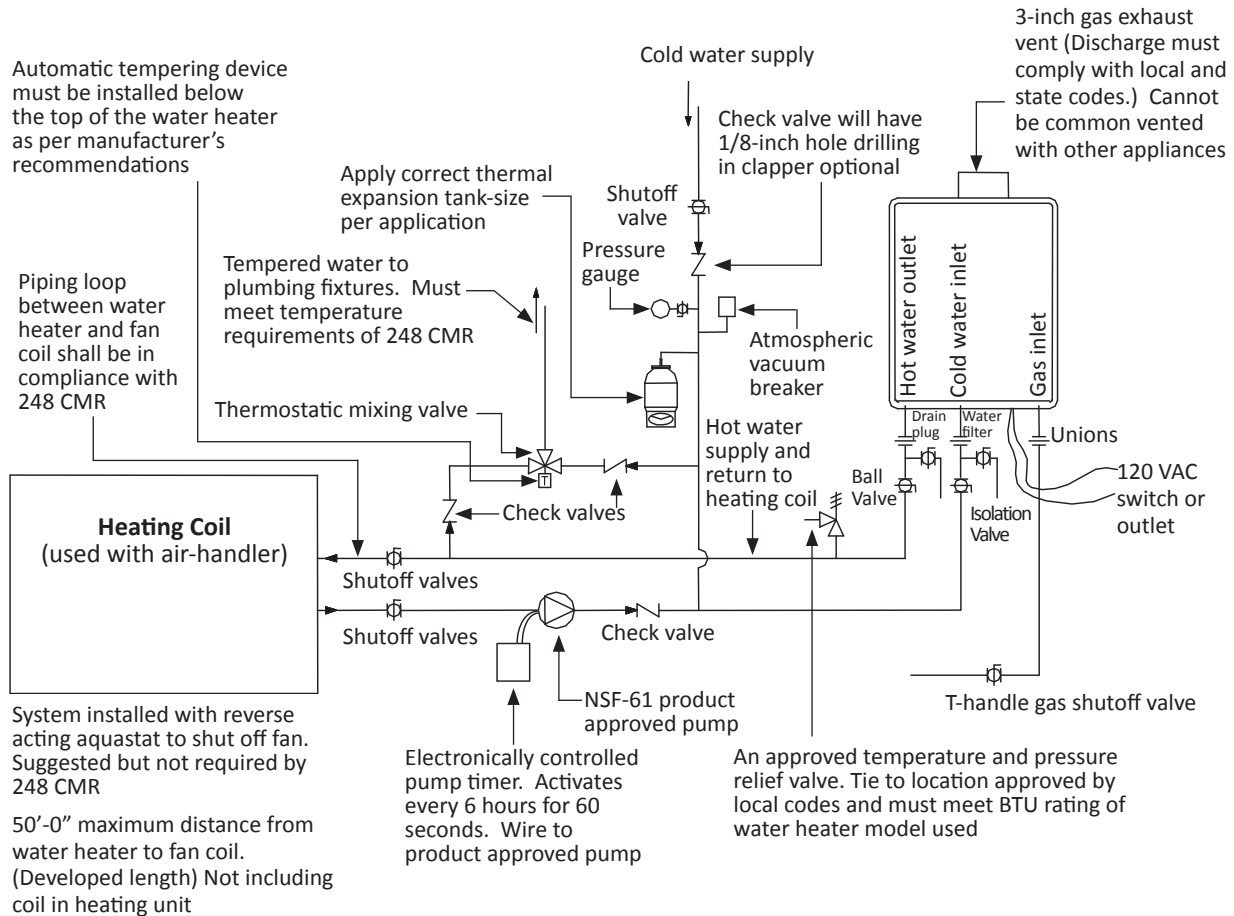 3-inch gas exhaust
vent (Discharge must
comply with local and
state codes.)  Cannot
be common vented
with other appliances
Cold water supply
Automatic tempering device
must be installed below
the top of the water heater
as per manufacturer’s
recommendations
Check valve will have
1/8-inch hole drilling
in clapper optional
Apply correct thermal
expansion tank-size
per application
Shutoff
valve
Pressure
gauge
Tempered water to
plumbing fixtures.  Must
meet temperature
requirements of 248 CMR
Piping loop
between water
heater and fan
coil shall be in
compliance with
248 CMR
Atmospheric
vacuum
breaker
Hot water outlet
Cold water inlet
Gas inlet
Thermostatic mixing valve
Drain
plug
Water
filter
Unions
Hot water
supply and
return to
heating coil
Ball
Valve
120 VAC
switch or
outlet
T
Check valves
Isolation
Valve
Heating Coil
(used with air-handler)
Shutoff valves
Shutoff valves
Check valve
NSF-61 product
approved pump
T-handle gas shutoff valve
System installed with reverse
acting aquastat to shut off fan.
Suggested but not required by
248 CMR
Electronically controlled
pump timer.  Activates
every 6 hours for 60
seconds.  Wire to
product approved pump
An approved temperature and pressure
relief valve. Tie to location approved by
local codes and must meet BTU rating of
water heater model used
50’-0” maximum distance from
water heater to fan coil.
(Developed length) Not including
coil in heating unit